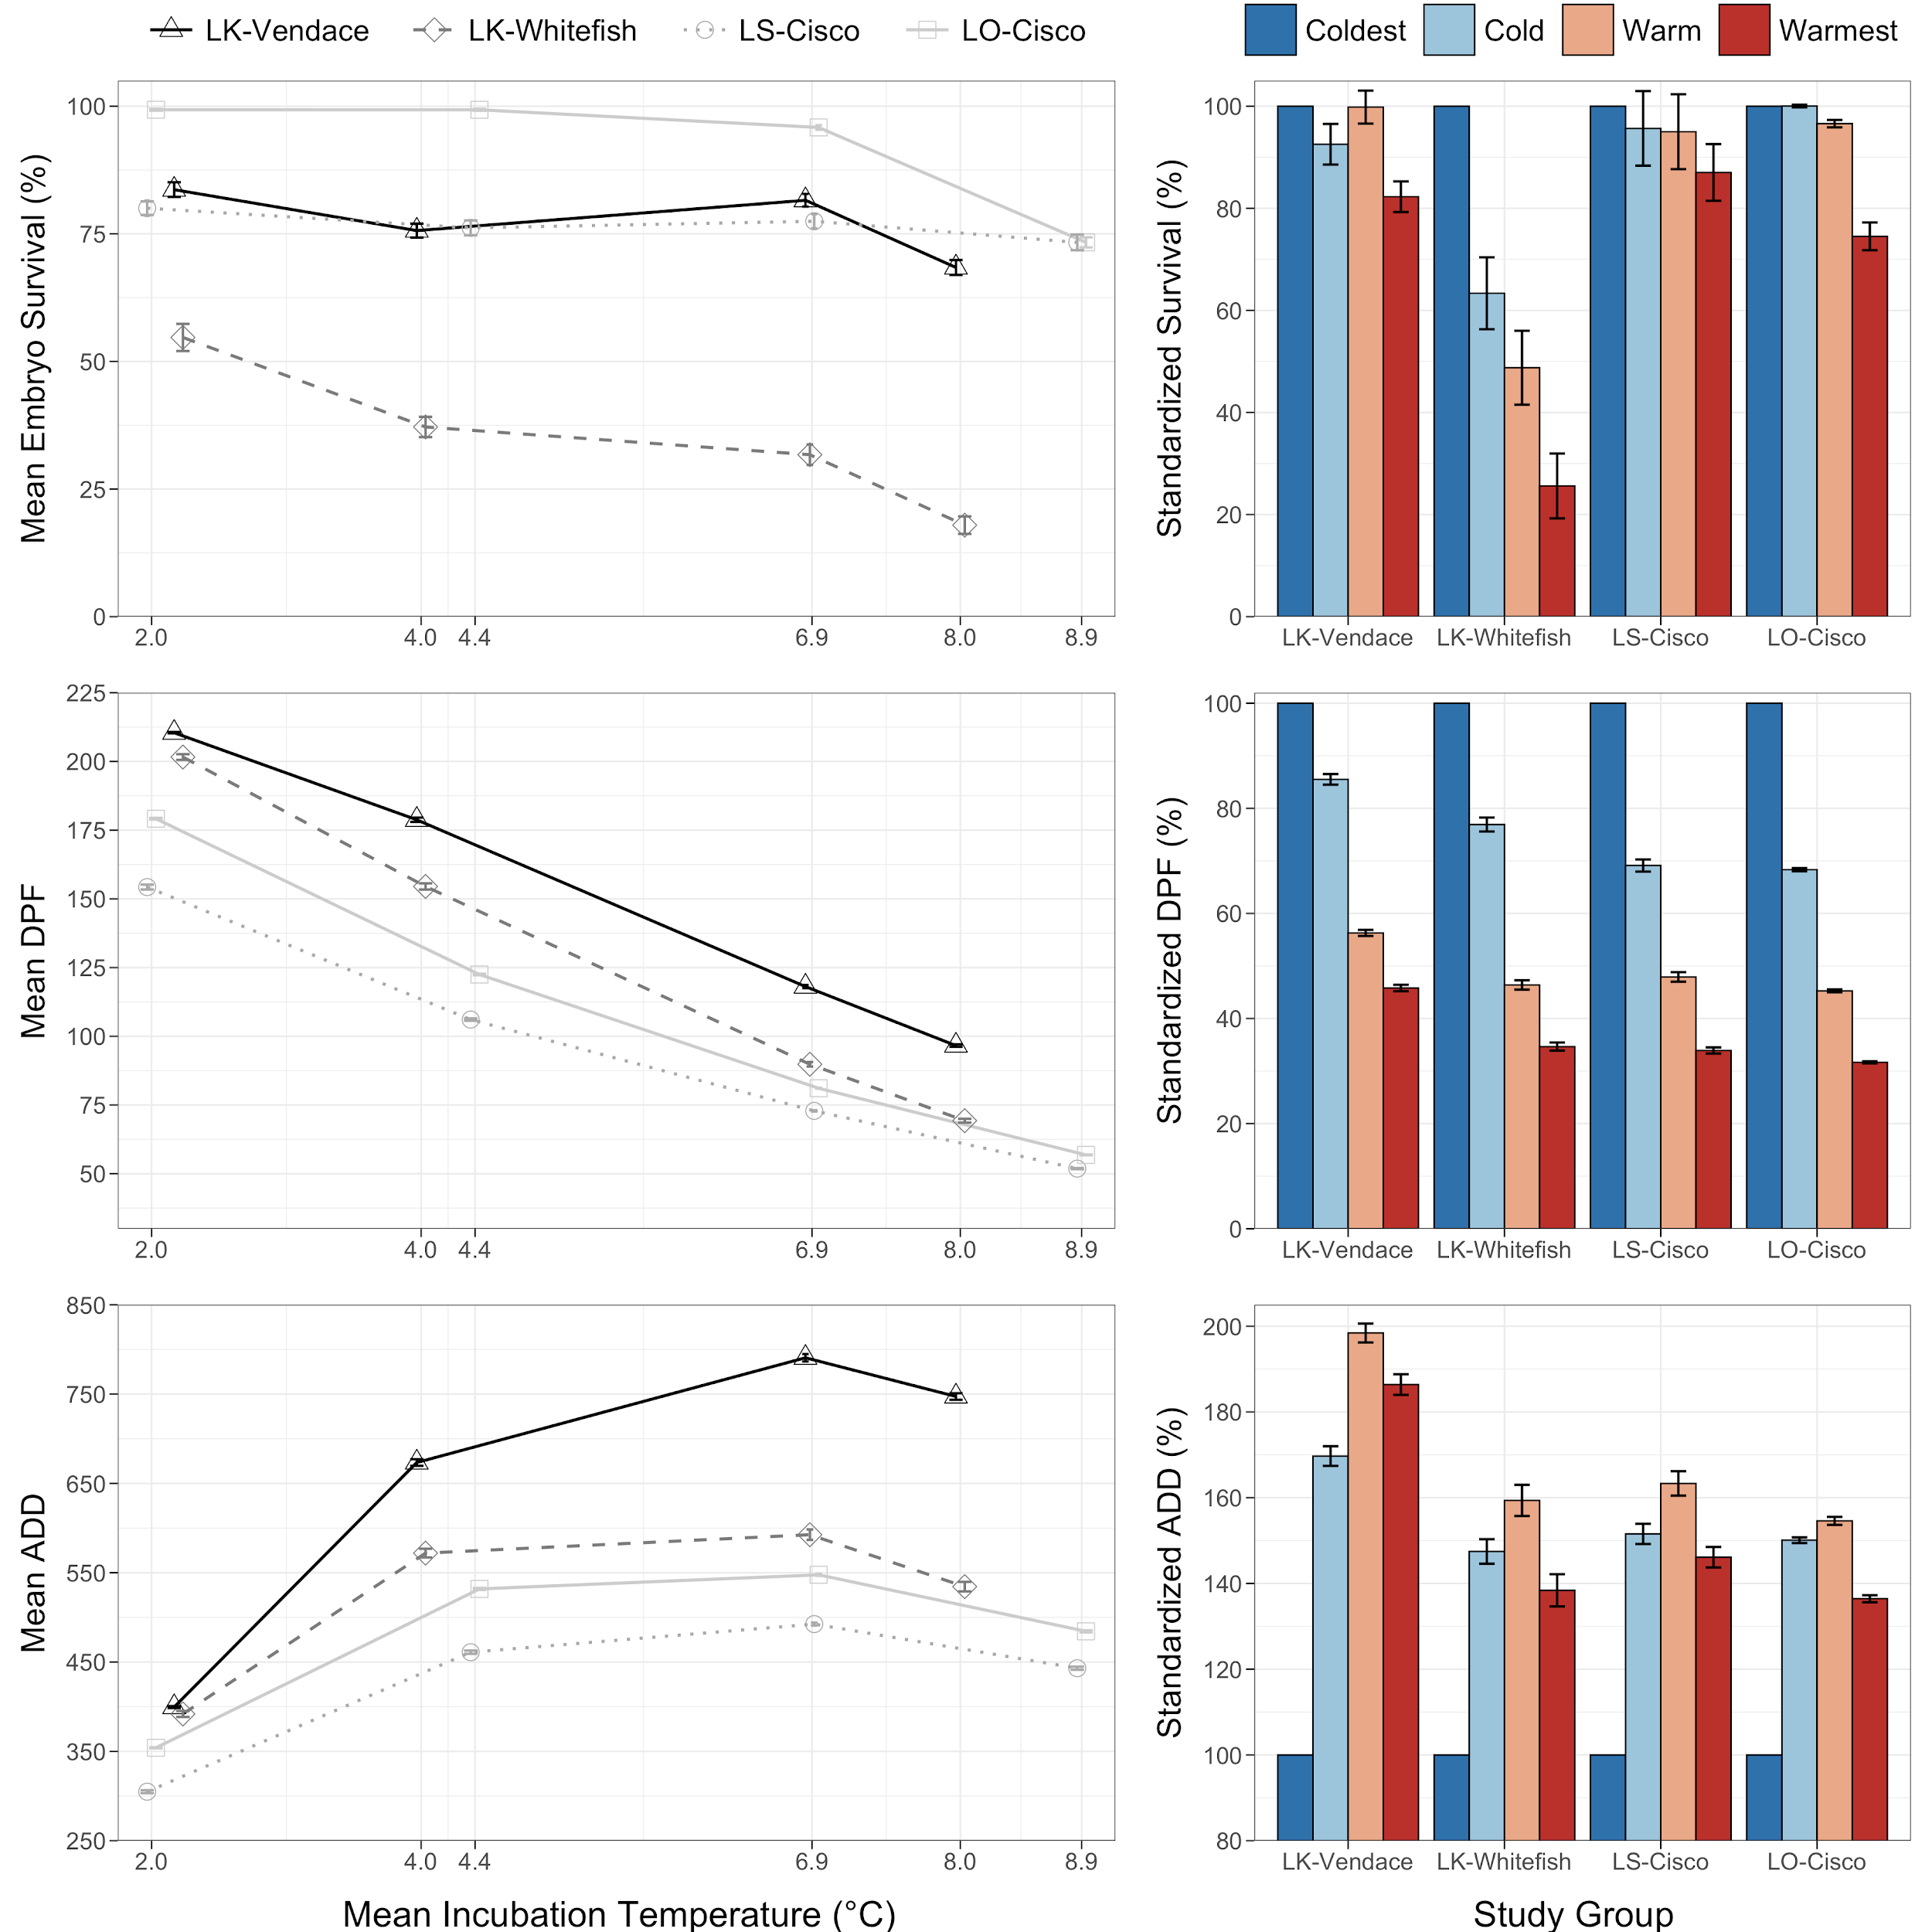 LK-Vendace LK-Whitefish LS-Cisco LO-Cisco
Coldest Cold Warm Warmest
Mean Embryo Survival (%)
100
75
50
25
0
2.0 4.0 4.4 6.9 8.0 8.9
Standardized Survival (%)
100
80
60
40
20
0
LK-Vendace LK-Whitefish LS-Cisco LO-Cisco
Mean DPF
225
200
175
150
125
100
75
50
2.0 4.0 4.4 6.9 8.0 8.9
Standardized DPF (%)
100
80
60
40
20
0
LK-Vendace LK-Whitefish LS-Cisco LO-Cisco
Mean ADD
850
750
650
550
450
350
250
2.0 4.0 4.4 6.9 8.0 8.9
Mean Incubation Temperature (°C)
Standardized ADD (%)
200
180
160
140
120
100
80
LK-Vendace LK-Whitefish LS-Cisco LO-Cisco
Study Group